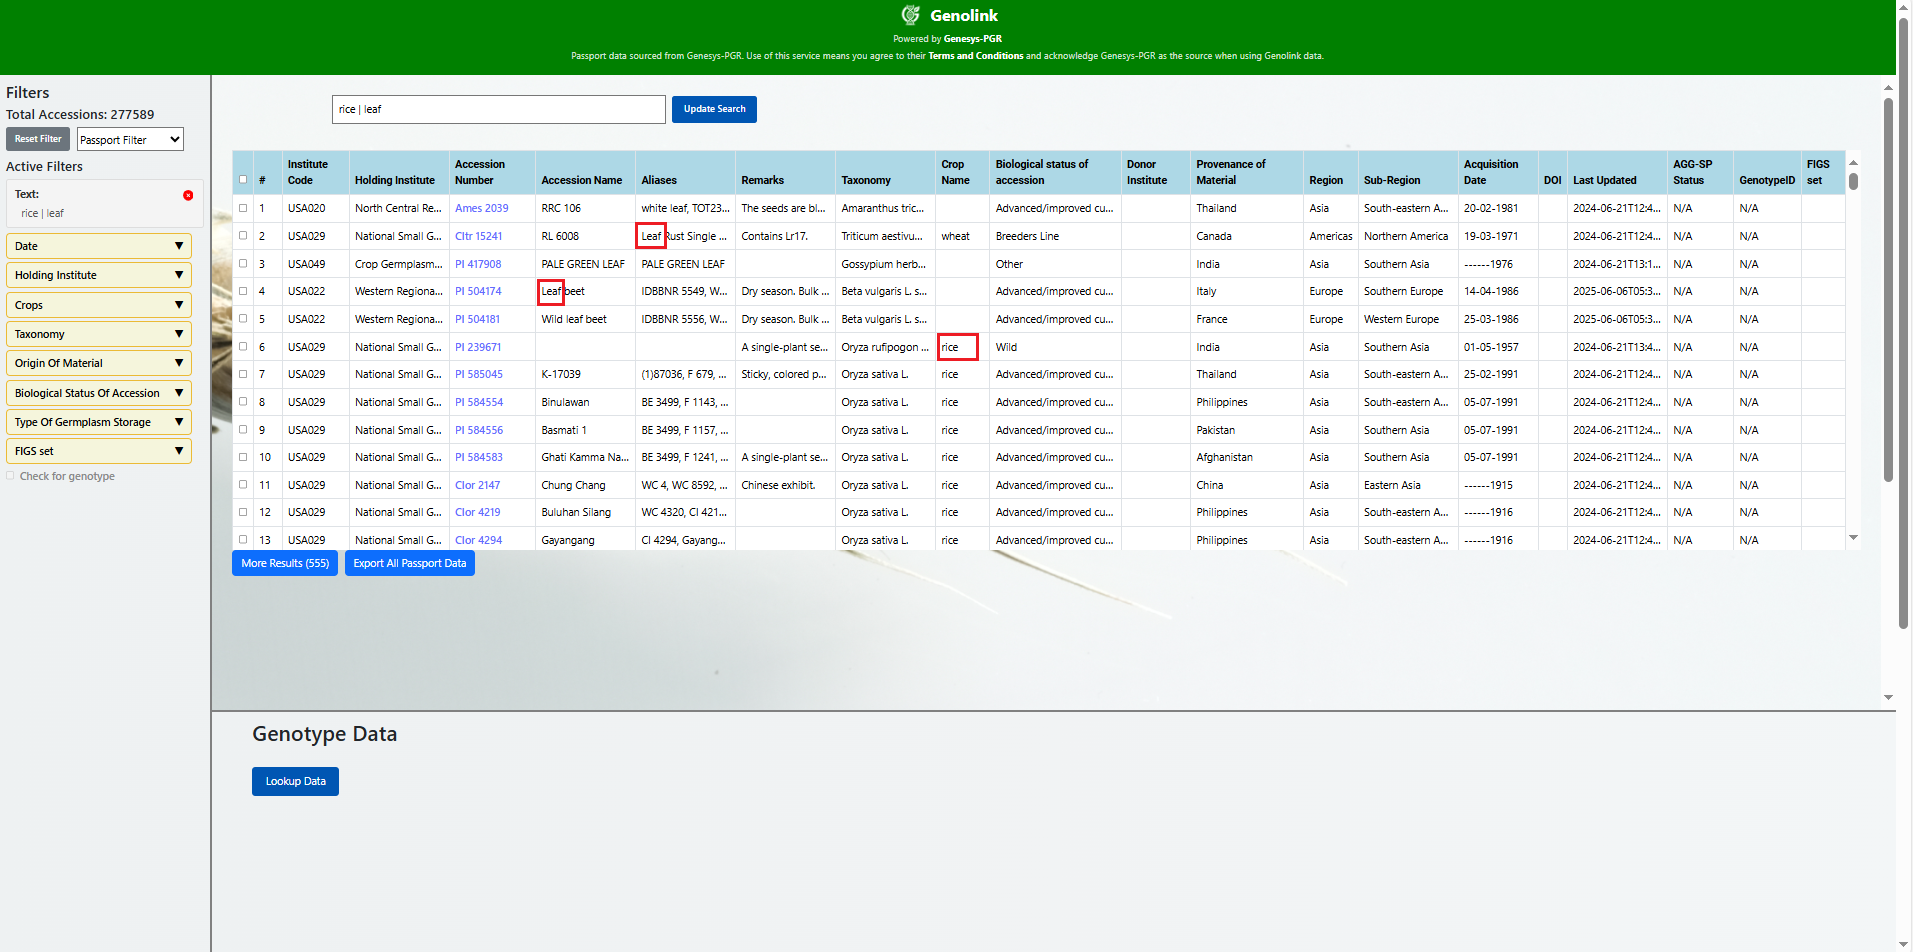 Genolink
Powered by Genesys-PGR
Passport data sourced from Genesys-PGR. Use of this service means you agree to their Terms and Conditions and acknowledge Genesys-PGR as the source when using Genolink data.
Filters
Total Accessions: 277589
Reset Filter Passport Filter
Active Filters
Text:
rice | leaf
Date
Holding Institute
Crops
Taxonomy
Origin Of Material
Biological Status Of Accession
Type Of Germplasm Storage
FIGS set
Check for genotype
rice | leaf Update Search
# Institute Code Holding Institute Accession Number Accession Name Aliases Remarks Taxonomy Crop Name Biological status of accession Donor Institute Provenance of Material Region Sub-Region Acquisition Date DOI Last Updated AGG-SP Status GenotypeID FIGS set
1 USA020 North Central Re... Ames 2039 RRC 106 white leaf, TOT23... The seeds are bl... Amaranthus tric... Advanced/improved cu... Thailand Asia South-eastern A... 20-02-1981 2024-06-21T12:4... N/A N/A
2 USA029 National Small G... CItr 15241 RL 6008 Leaf Rust Single ... Contains Lr17. Triticum aestivu... wheat Breeders Line Canada Americas Northern America 19-03-1971 2024-06-21T12:4... N/A N/A
3 USA049 Crop Germplasm... PI 417908 PALE GREEN LEAF PALE GREEN LEAF Gossypium herb... Other India Asia Southern Asia ------1976 2024-06-21T13:1... N/A N/A
4 USA022 Western Regiona... PI 504174 Leaf beet IDBBNR 5549, W... Dry season. Bulk ... Beta vulgaris L. s... Advanced/improved cu... Italy Europe Southern Europe 14-04-1986 2025-06-06T05:3... N/A N/A
5 USA022 Western Regiona... PI 504181 Wild leaf beet IDBBNR 5556, W... Dry season. Bulk ... Beta vulgaris L. s... Advanced/improved cu... France Europe Western Europe 25-03-1986 2025-06-06T05:3... N/A N/A
6 USA029 National Small G... PI 239671 A single-plant se... Oryza rufipogon ... rice Wild India Asia Southern Asia 01-05-1957 2024-06-21T13:4... N/A N/A
7 USA029 National Small G... PI 585045 K-17039 (1)87036, F 679, ... Sticky, colored p... Oryza sativa L. rice Advanced/improved cu... Thailand Asia South-eastern A... 25-02-1991 2024-06-21T12:4... N/A N/A
8 USA029 National Small G... PI 584554 Binulawan BE 3499, F 1143, ... Oryza sativa L. rice Advanced/improved cu... Philippines Asia South-eastern A... 05-07-1991 2024-06-21T12:4... N/A N/A
9 USA029 National Small G... PI 584556 Basmati 1 BE 3499, F 1157, ... Oryza sativa L. rice Advanced/improved cu... Pakistan Asia Southern Asia 05-07-1991 2024-06-21T12:4... N/A N/A
10 USA029 National Small G... PI 584583 Ghati Kamma Na... BE 3499, F 1241, ... A single-plant se... Oryza sativa L. rice Advanced/improved cu... Afghanistan Asia Southern Asia 05-07-1991 2024-06-21T12:4... N/A N/A
11 USA029 National Small G... CIor 2147 Chung Chang WC 4, WC 8592, ... Chinese exhibit. Oryza sativa L. rice Advanced/improved cu... China Asia Eastern Asia ------1915 2024-06-21T12:4... N/A N/A
12 USA029 National Small G... CIor 4219 Buluhan Silang WC 4320, CI 421... Oryza sativa L. rice Advanced/improved cu... Philippines Asia South-eastern A... ------1916 2024-06-21T12:4... N/A N/A
13 USA029 National Small G... CIor 4294 Gayangang CI 4294, Gayang... Oryza sativa L. rice Advanced/improved cu... Philippines Asia South-eastern A... ------1916 2024-06-21T12:4... N/A N/A
More Results (555) Export All Passport Data
Genotype Data
Lookup Data